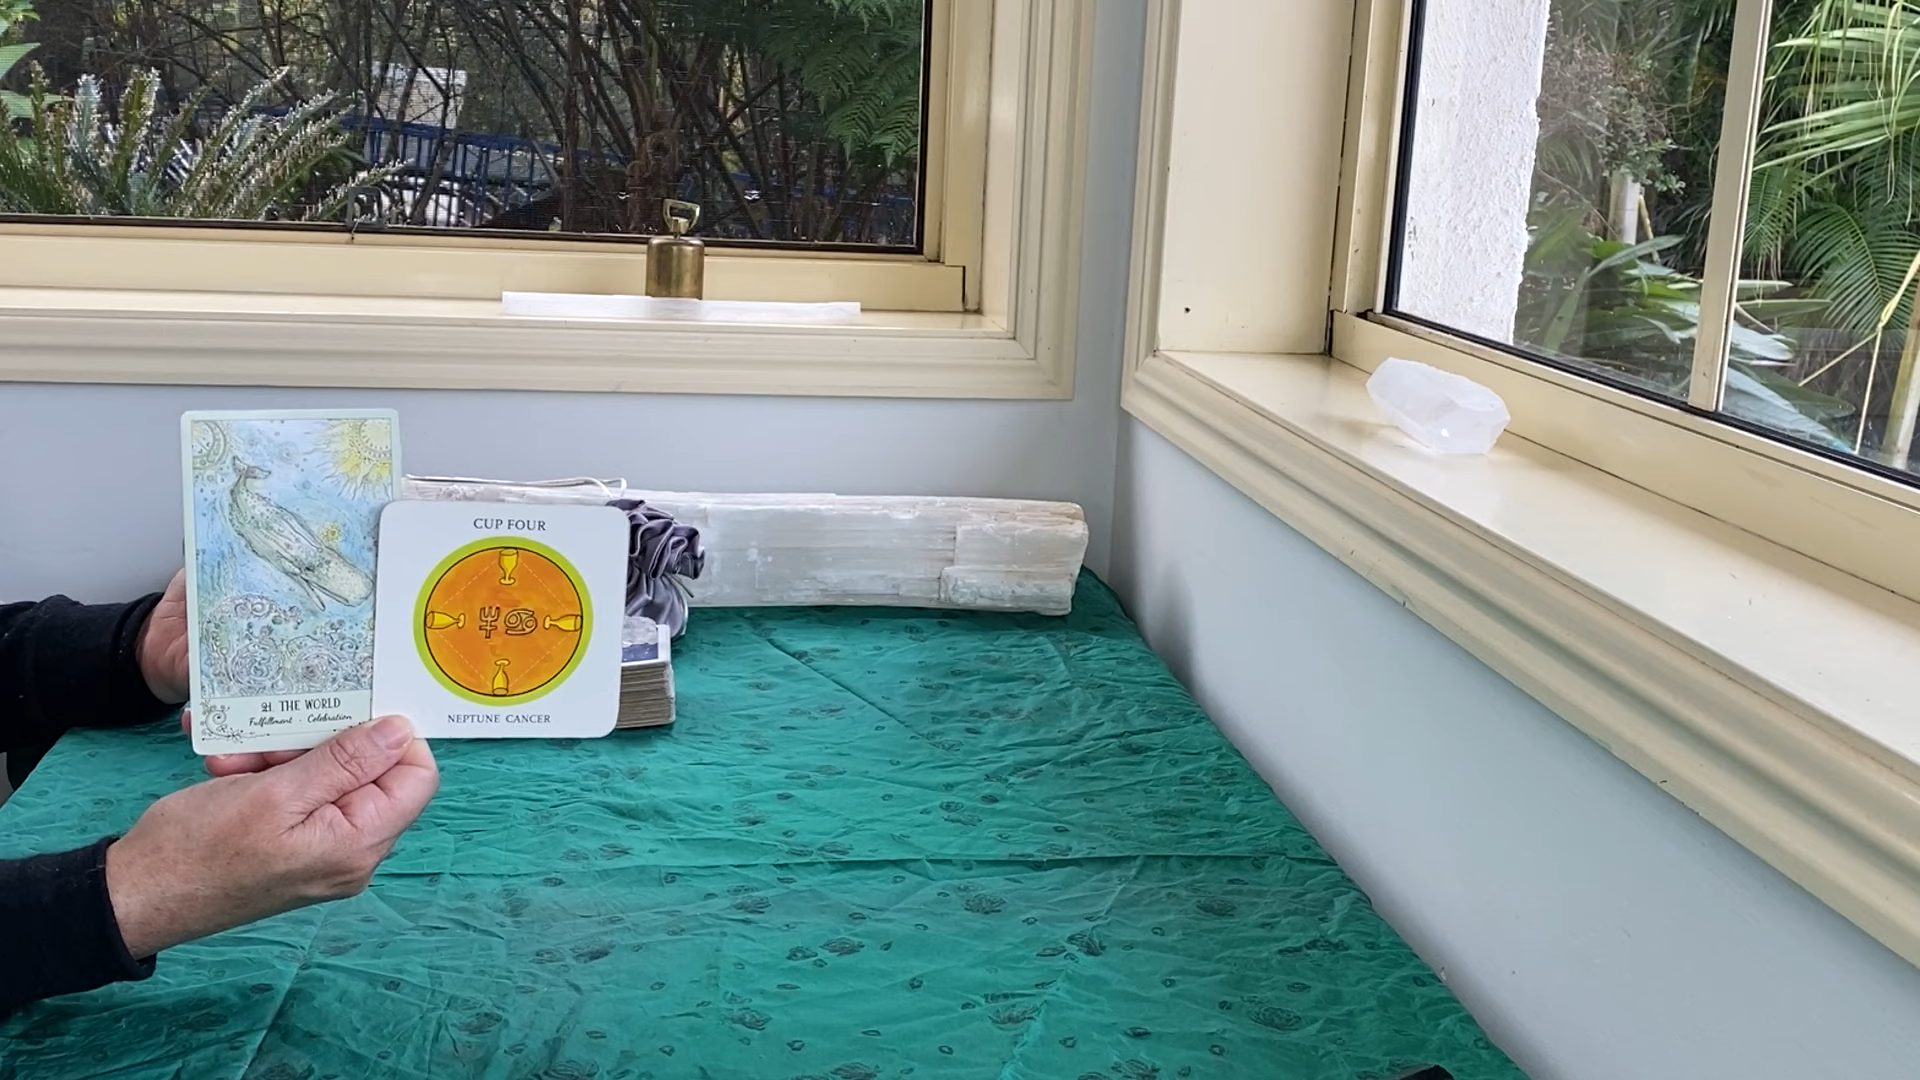 21. THE WORLD
Fulfillment · Celebration
CUP FOUR
NEPTUNE CANCER